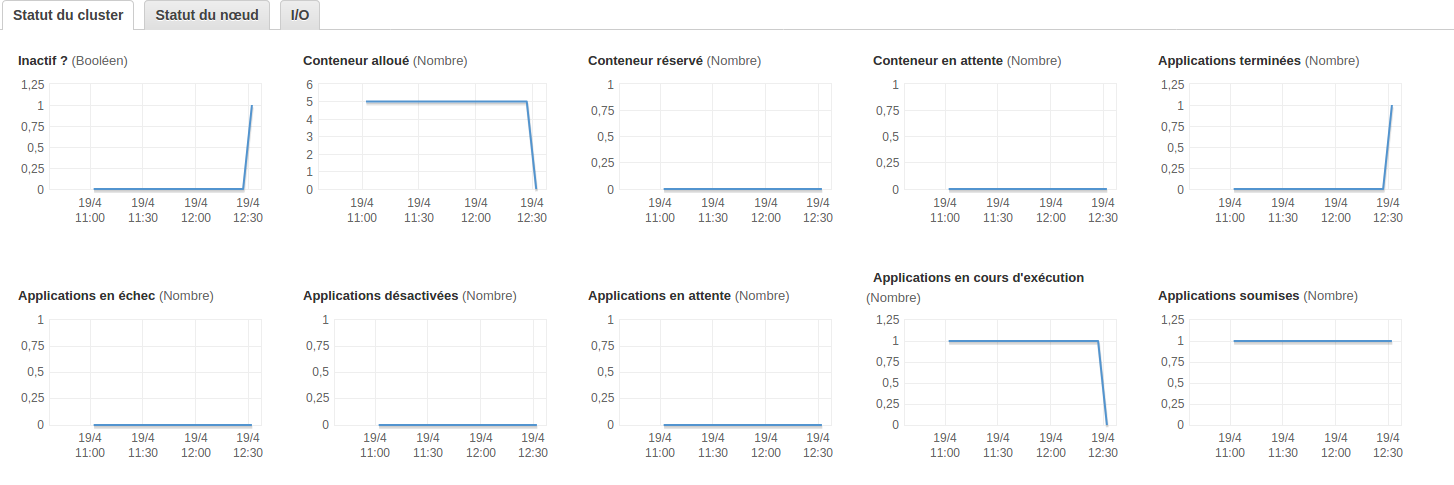 Statut du cluster Statut du nœud I/O
Inactif ? (Booléen)
1,25
1
0,75
0,5
0,25
0
19/4 19/4 19/4 19/4
11:00 11:30 12:00 12:30
Conteneur alloué (Nombre)
6
5
4
3
2
1
0
19/4 19/4 19/4 19/4
11:00 11:30 12:00 12:30
Conteneur réservé (Nombre)
1
0,75
0,5
0,25
0
19/4 19/4 19/4 19/4
11:00 11:30 12:00 12:30
Conteneur en attente (Nombre)
1
0,75
0,5
0,25
0
19/4 19/4 19/4 19/4
11:00 11:30 12:00 12:30
Applications terminées (Nombre)
1,25
1
0,75
0,5
0,25
0
19/4 19/4 19/4 19/4
11:00 11:30 12:00 12:30
Applications en échec (Nombre)
1
0,75
0,5
0,25
0
19/4 19/4 19/4 19/4
11:00 11:30 12:00 12:30
Applications désactivées (Nombre)
1
0,75
0,5
0,25
0
19/4 19/4 19/4 19/4
11:00 11:30 12:00 12:30
Applications en attente (Nombre)
1
0,75
0,5
0,25
0
19/4 19/4 19/4 19/4
11:00 11:30 12:00 12:30
Applications en cours d'exécution
(Nombre)
1,25
1
0,75
0,5
0,25
0
19/4 19/4 19/4 19/4
11:00 11:30 12:00 12:30
Applications soumises (Nombre)
1,25
1
0,75
0,5
0,25
0
19/4 19/4 19/4 19/4
11:00 11:30 12:00 12:30